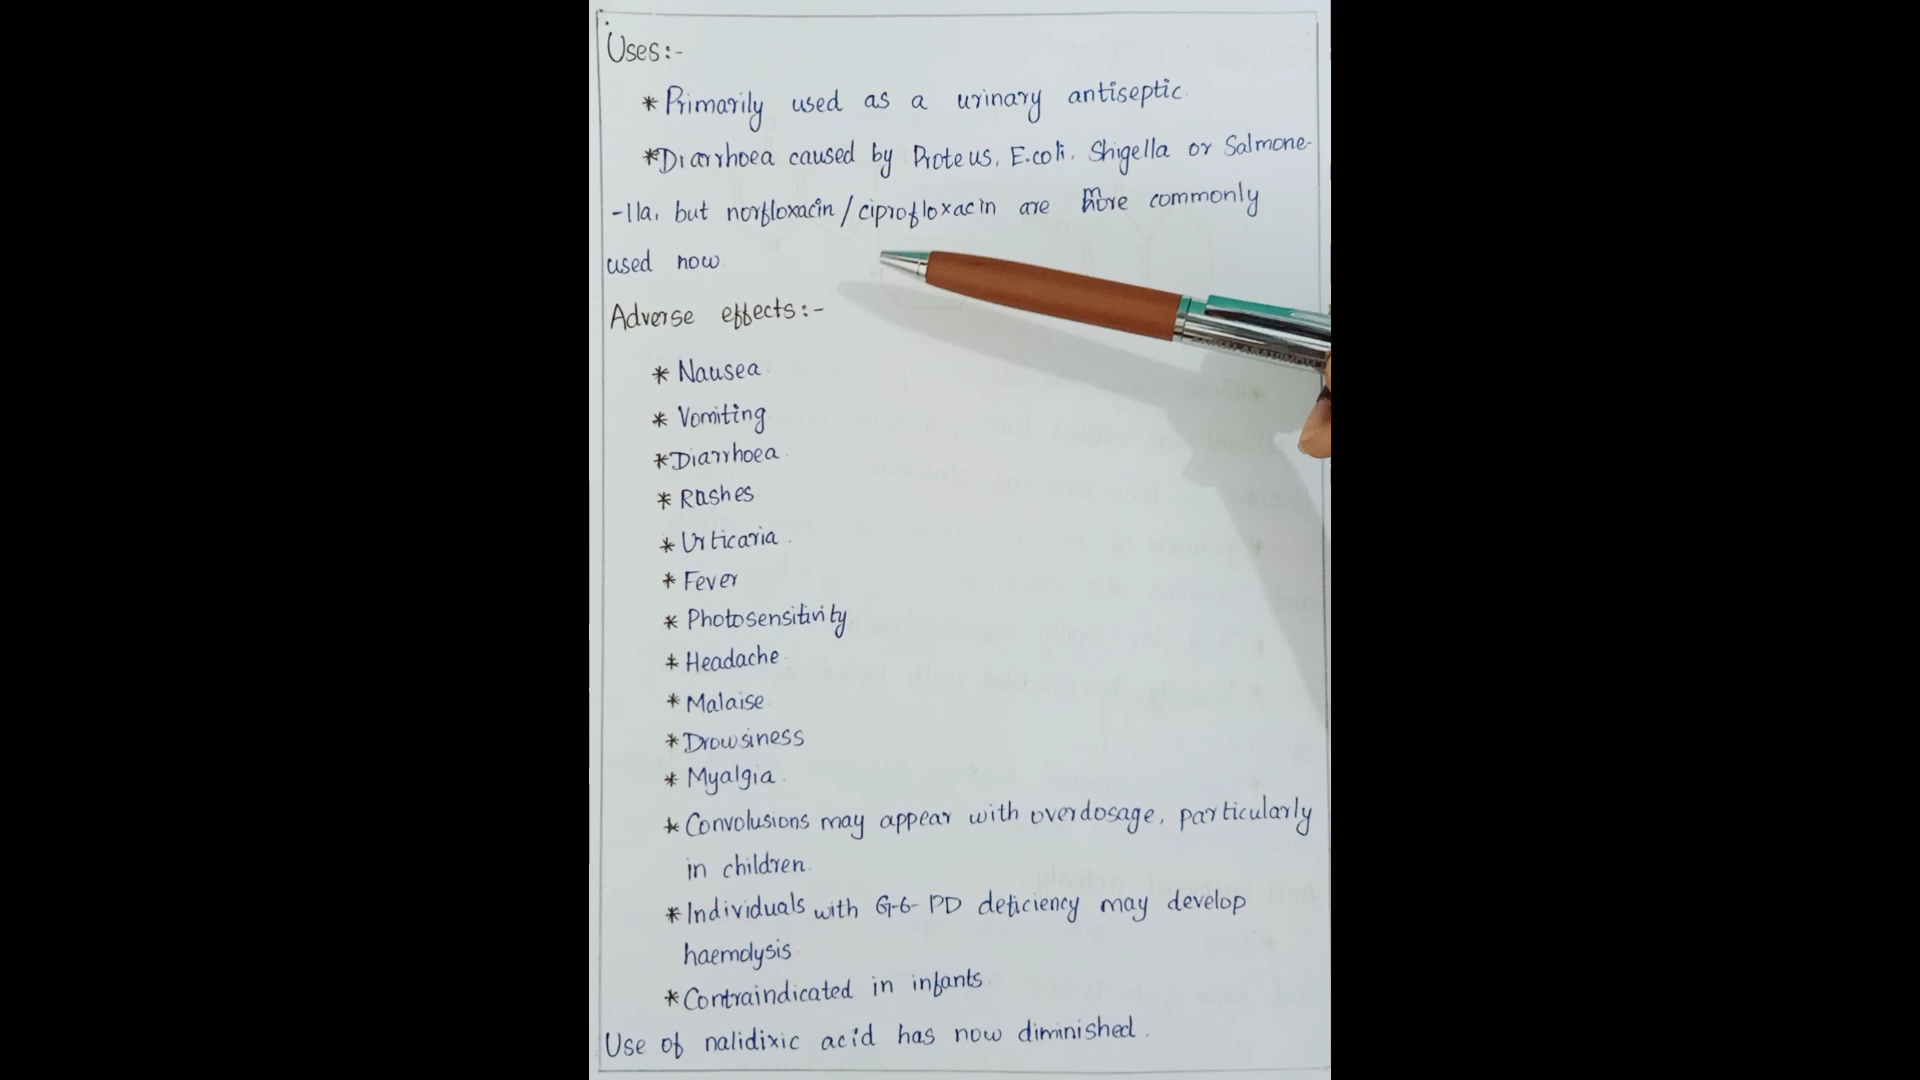 Uses:-
* Primarily used as a urinary antiseptic.
* Diarrhoea caused by Proteus, E.coli, Shigella or Salmone-
-lla, but norfloxacin/ciprofloxacin are more commonly
used now.
Adverse effects:-
* Nausea.
* Vomiting
* Diarrhoea.
* Rashes
* Urticaria.
* Fever
* Photosensitivity
* Headache.
* Malaise.
* Drowsiness
* Myalgia.
* Convolusions may appear with overdosage, particularly
in children.
* Individuals with G-6-PD deficiency may develop
haemolysis.
* Contraindicated in infants
Use of nalidixic acid has now diminished.